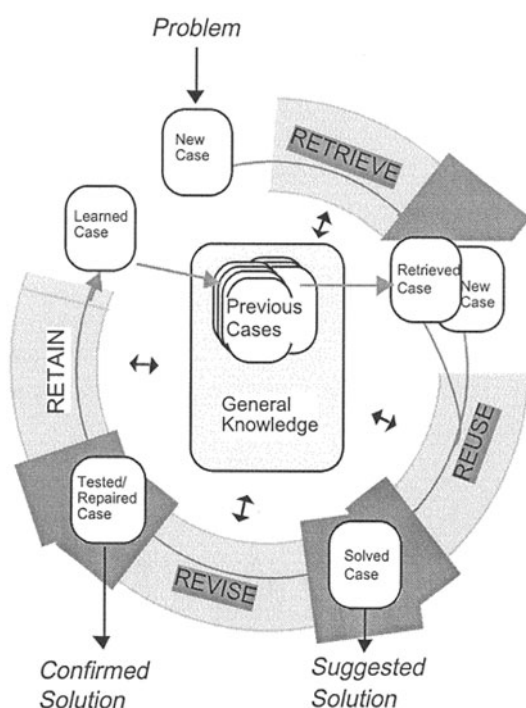 Problem
New
Case
RETRIEVE
Learned
Case
Retrieved
Case
New
Case
Previous
Cases
General
Knowledge
RETAIN
REUSE
Tested/
Repaired
Case
Solved
Case
REVISE
Confirmed
Solution
Suggested
Solution